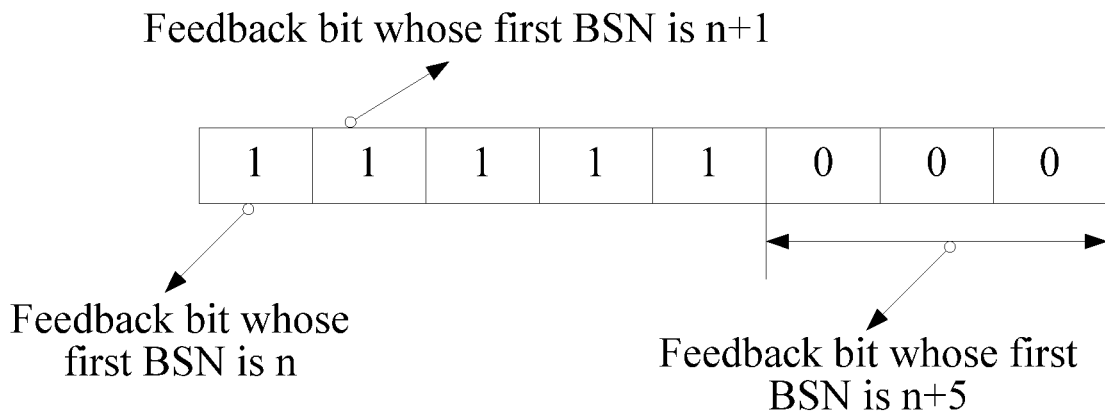 Feedback bit whose first BSN is n+1
1 1 1 1 1 0 0 0
Feedback bit whose
first BSN is n
Feedback bit whose first
BSN is n+5